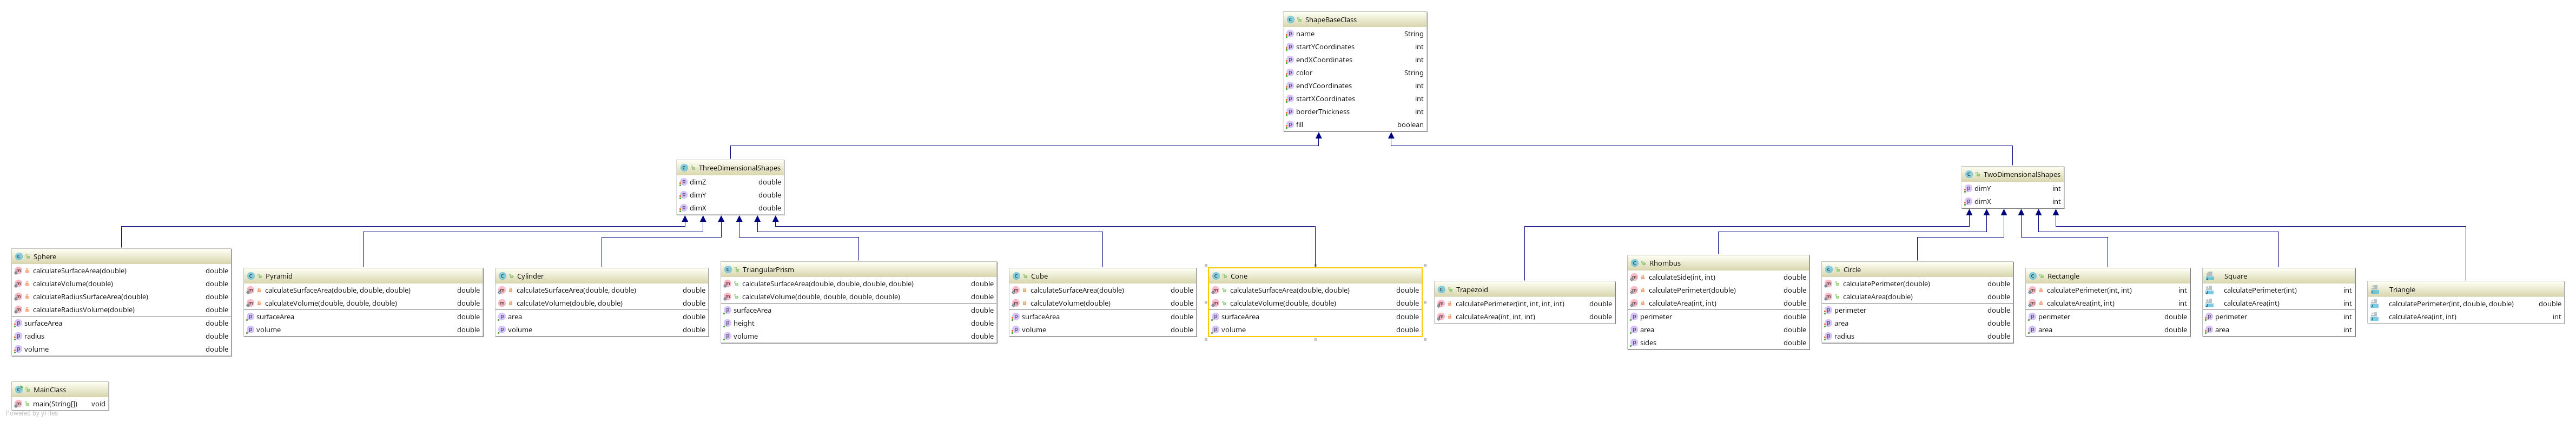 ShapeBaseClass
name String
startYCoordinates int
endXCoordinates int
color String
endYCoordinates int
startXCoordinates int
borderThickness int
fill boolean
ThreeDimensionalShapes
dimZ double
dimY double
dimX double
TwoDimensionalShapes
dimY int
dimX int
Sphere
calculateSurfaceArea(double) double
calculateVolume(double) double
calculateRadiusSurfaceArea(double) double
calculateRadiusVolume(double) double
surfaceArea double
radius double
volume double
Pyramid
calculateSurfaceArea(double, double, double) double
calculateVolume(double, double, double) double
surfaceArea double
volume double
Cylinder
calculateSurfaceArea(double, double) double
calculateVolume(double, double) double
area double
volume double
TriangularPrism
calculateSurfaceArea(double, double, double, double) double
calculateVolume(double, double, double, double) double
surfaceArea double
height double
volume double
Cube
calculateSurfaceArea(double) double
calculateVolume(double) double
surfaceArea double
volume double
Cone
calculateSurfaceArea(double, double) double
calculateVolume(double, double) double
surfaceArea double
volume double
Trapezoid
calculatePerimeter(int, int, int, int) double
calculateArea(int, int, int) double
Rhombus
calculateSide(int, int) double
calculatePerimeter(double) double
calculateArea(int, int) double
perimeter double
area double
sides double
Circle
calculatePerimeter(double) double
calculateArea(double) double
perimeter double
area double
radius double
Rectangle
calculatePerimeter(int, int) int
calculateArea(int, int) int
perimeter double
area double
Square
calculatePerimeter(int) int
calculateArea(int) int
perimeter int
area int
Triangle
calculatePerimeter(int, double, double) double
calculateArea(int, int) int
MainClass
main(String[]) void
Powered by yFiles